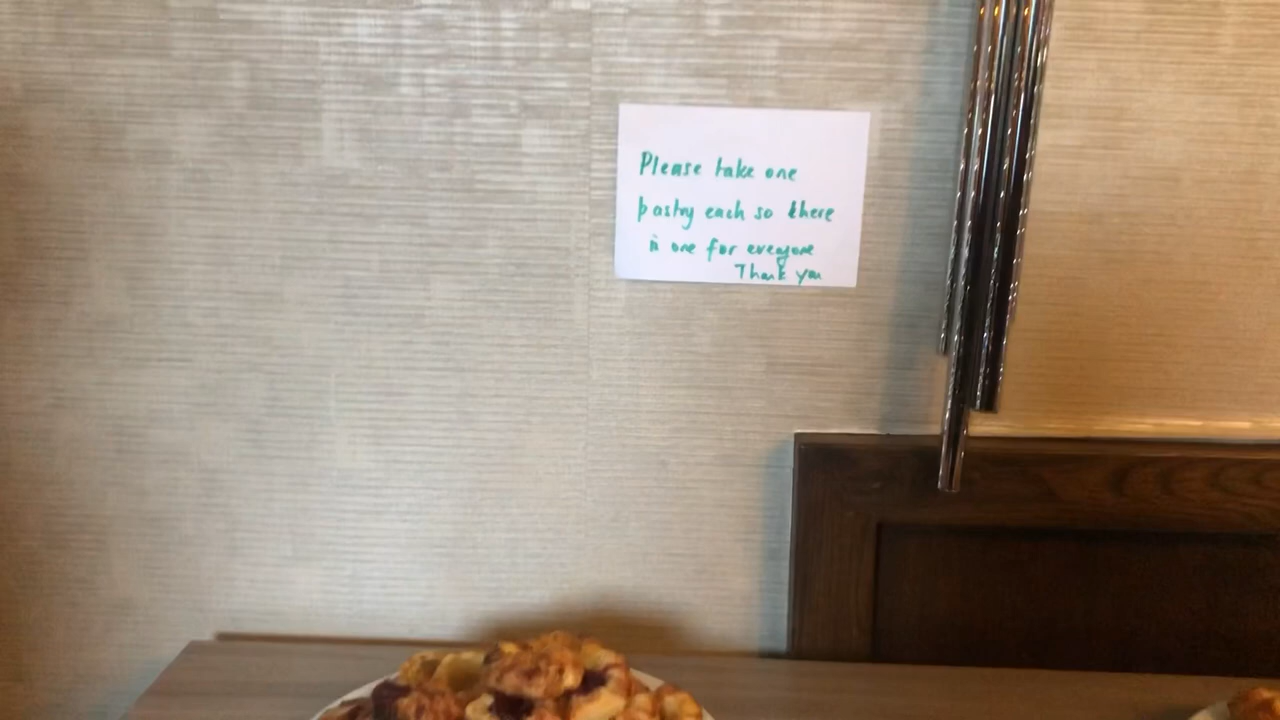 Please take one
pastry each so there
is one for everyone
Thank you